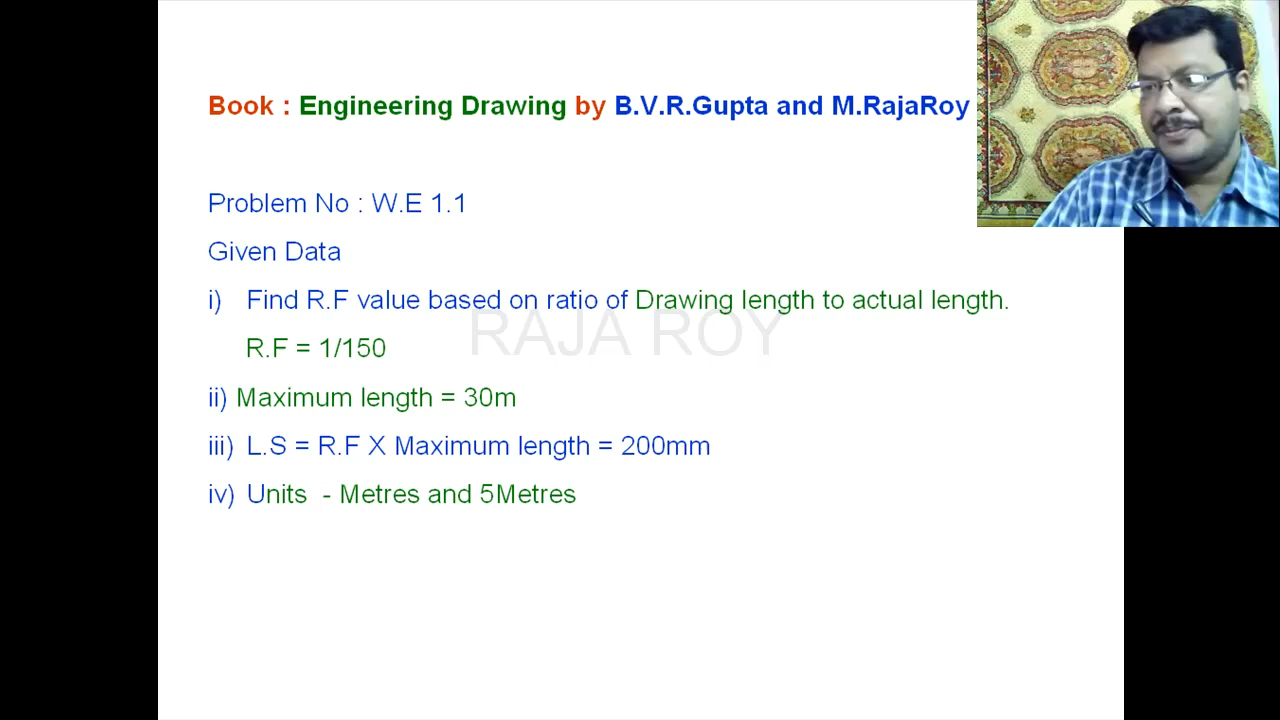 Book : Engineering Drawing by B.V.R.Gupta and M.RajaRoy
Problem No : W.E 1.1
Given Data
i) Find R.F value based on ratio of Drawing length to actual length.
RAJA ROY
R.F = 1/150
ii) Maximum length = 30m
iii) L.S = R.F X Maximum length = 200mm
iv) Units - Metres and 5Metres